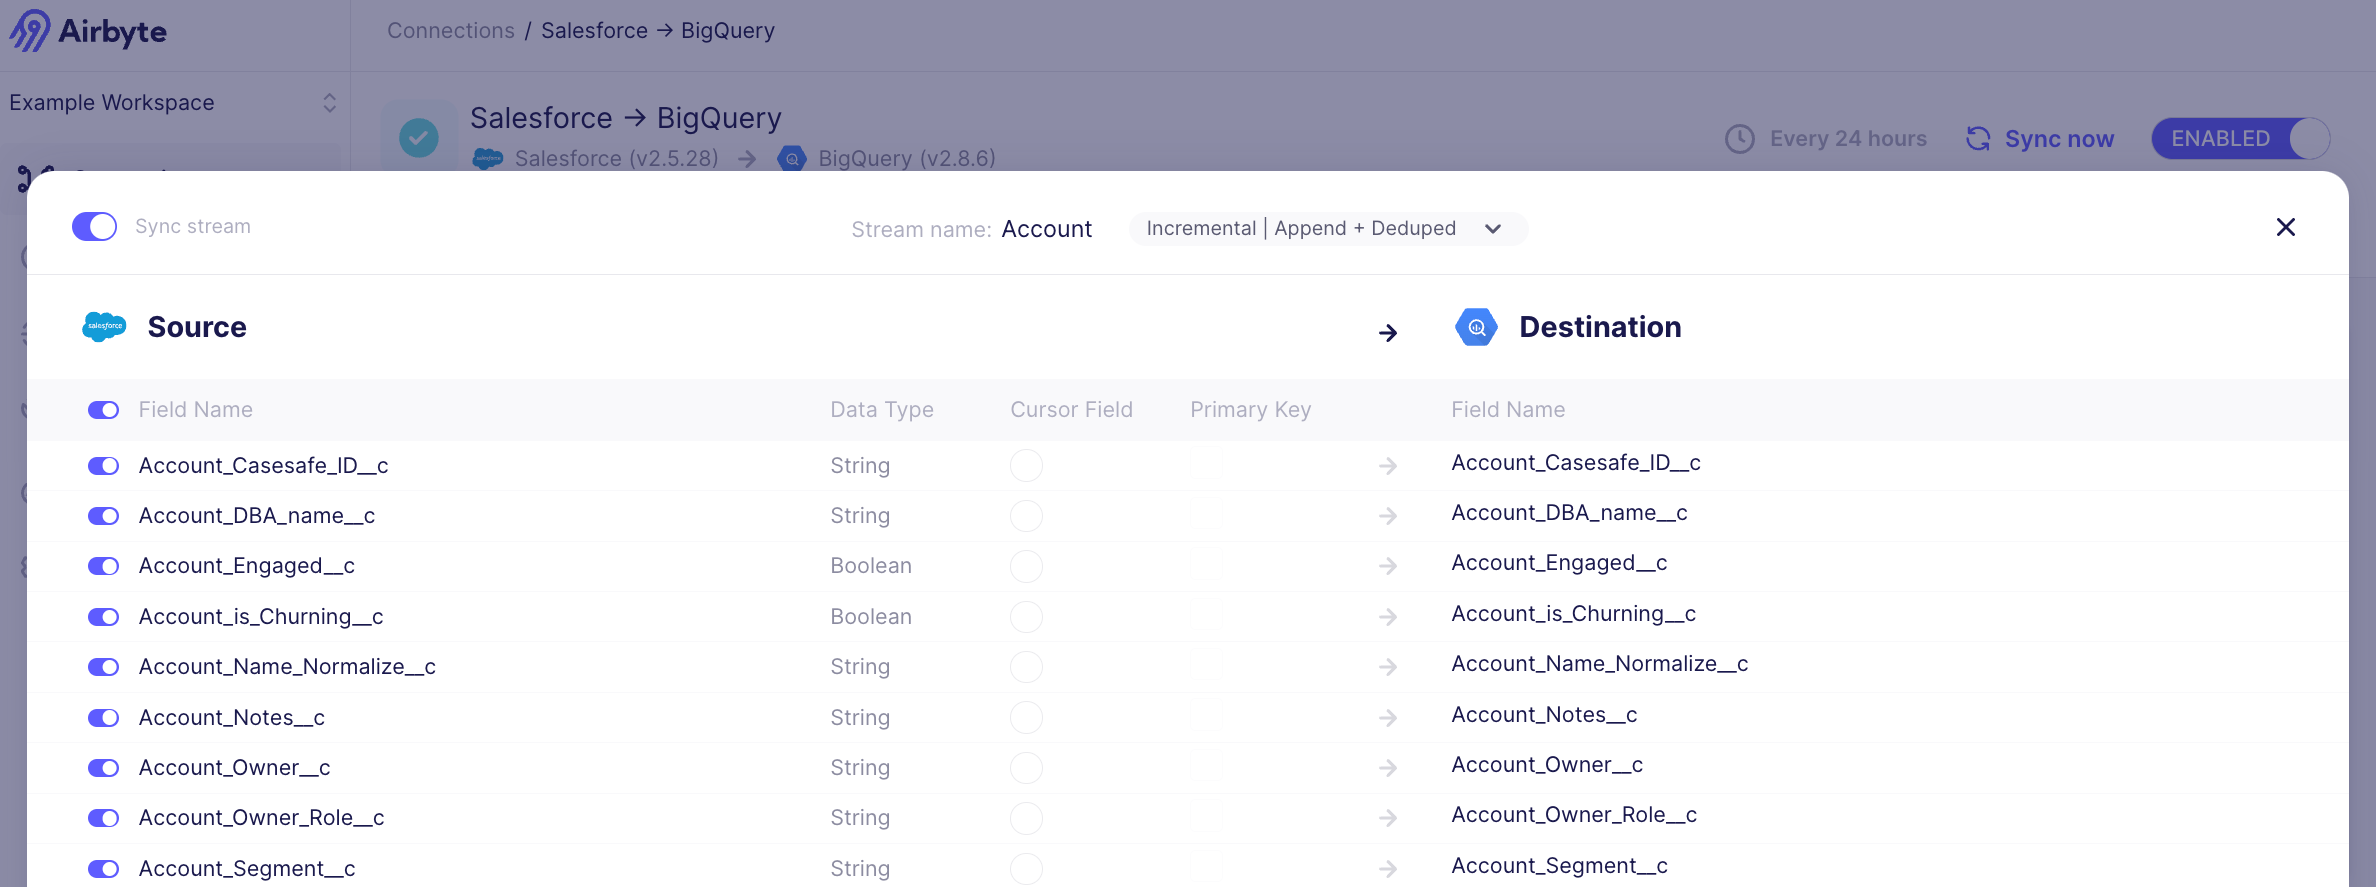 Airbyte
Connections / Salesforce → BigQuery
Example Workspace
Salesforce → BigQuery
Salesforce (v2.5.28) → BigQuery (v2.8.6)
Every 24 hours
Sync now
ENABLED
Sync stream
Stream name: Account
Incremental | Append + Deduped
salesforce Source → Destination
Field Name Data Type Cursor Field Primary Key Field Name
Account_Casesafe_ID__c String → Account_Casesafe_ID__c
Account_DBA_name__c String → Account_DBA_name__c
Account_Engaged__c Boolean → Account_Engaged__c
Account_is_Churning__c Boolean → Account_is_Churning__c
Account_Name_Normalize__c String → Account_Name_Normalize__c
Account_Notes__c String → Account_Notes__c
Account_Owner__c String → Account_Owner__c
Account_Owner_Role__c String → Account_Owner_Role__c
Account_Segment__c String → Account_Segment__c